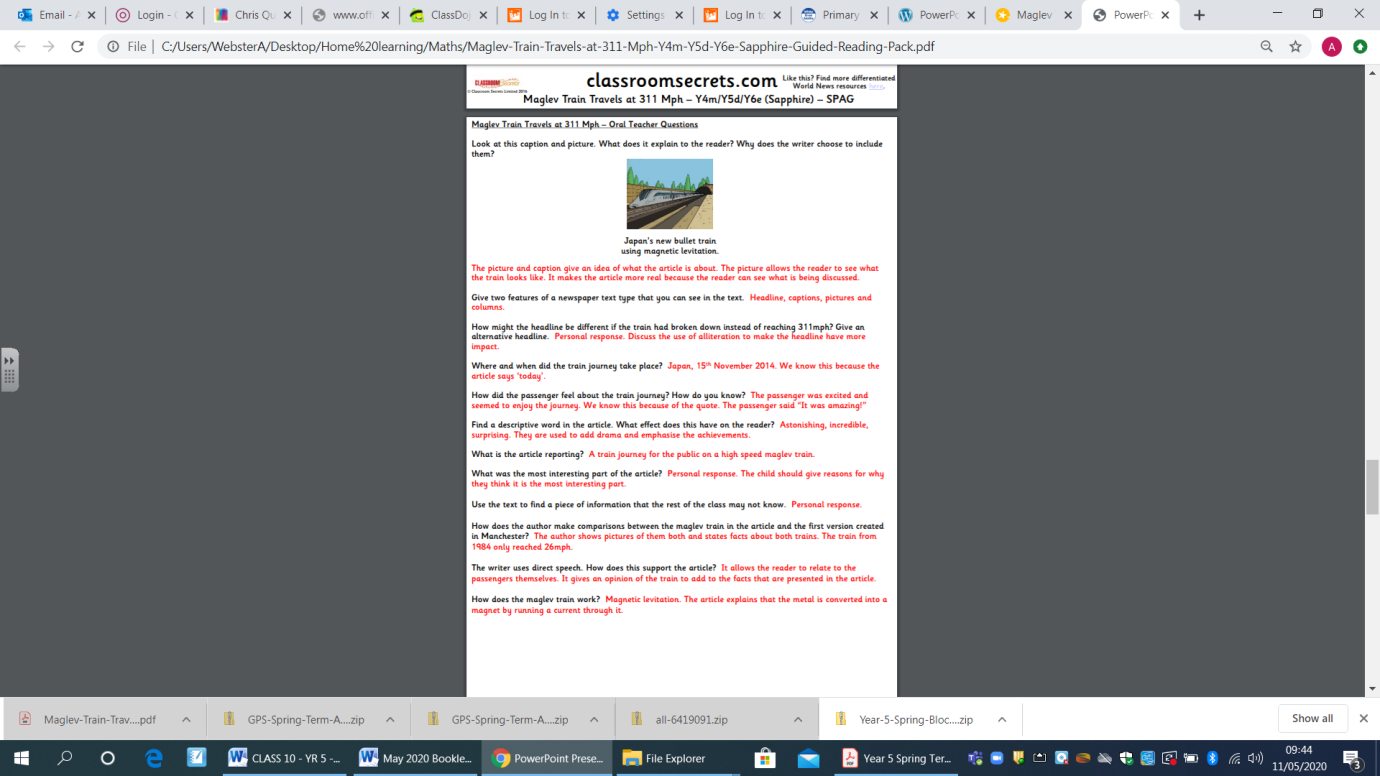 Email - A
Login - C
Chris Qu
www.off
ClassDoj
Log In to
Settings
Log In to
Primary
PowerPo
Maglev
PowerPo
File | C:/Users/WebsterA/Desktop/Home%20learning/Maths/Maglev-Train-Travels-at-311-Mph-Y4m-Y5d-Y6e-Sapphire-Guided-Reading-Pack.pdf
A
CLASSROOM Secrets
© Classroom Secrets Limited 2014
classroomsecrets.com
Like this? Find more differentiated
World News resources here.
Maglev Train Travels at 311 Mph – Y4m/Y5d/Y6e (Sapphire) – SPAG
Maglev Train Travels at 311 Mph – Oral Teacher Questions
Look at this caption and picture. What does it explain to the reader? Why does the writer choose to include
them?
Japan's new bullet train
using magnetic levitation.
The picture and caption give an idea of what the article is about. The picture allows the reader to see what
the train looks like. It makes the article more real because the reader can see what is being discussed.
Give two features of a newspaper text type that you can see in the text. Headline, captions, pictures and
columns.
How might the headline be different if the train had broken down instead of reaching 311mph? Give an
alternative headline. Personal response. Discuss the use of alliteration to make the headline have more
impact.
Where and when did the train journey take place? Japan, 15th November 2014. We know this because the
article says 'today'.
How did the passenger feel about the train journey? How do you know? The passenger was excited and
seemed to enjoy the journey. We know this because of the quote. The passenger said "It was amazing!"
Find a descriptive word in the article. What effect does this have on the reader? Astonishing, incredible,
surprising. They are used to add drama and emphasise the achievements.
What is the article reporting? A train journey for the public on a high speed maglev train.
What was the most interesting part of the article? Personal response. The child should give reasons for why
they think it is the most interesting part.
Use the text to find a piece of information that the rest of the class may not know. Personal response.
How does the author make comparisons between the maglev train in the article and the first version created
in Manchester? The author shows pictures of them both and states facts about both trains. The train from
1984 only reached 26mph.
The writer uses direct speech. How does this support the article? It allows the reader to relate to the
passengers themselves. It gives an opinion of the train to add to the facts that are presented in the article.
How does the maglev train work? Magnetic levitation. The article explains that the metal is converted into a
magnet by running a current through it.
Maglev-Train-Trav....pdf
GPS-Spring-Term-A....zip
GPS-Spring-Term-A....zip
all-6419091.zip
Year-5-Spring-Bloc....zip
Show all
CLASS 10 - YR 5 -...
May 2020 Bookle...
PowerPoint Prese...
File Explorer
Year 5 Spring Ter...
09:44
11/05/2020
3